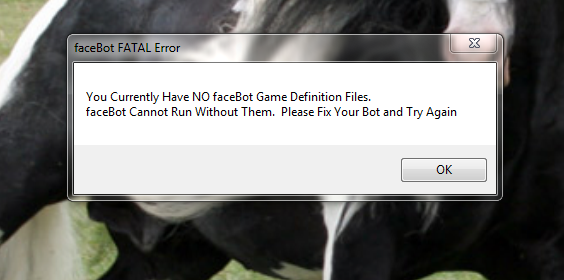 faceBot FATAL Error
You Currently Have NO faceBot Game Definition Files.
faceBot Cannot Run Without Them.  Please Fix Your Bot and Try Again
OK